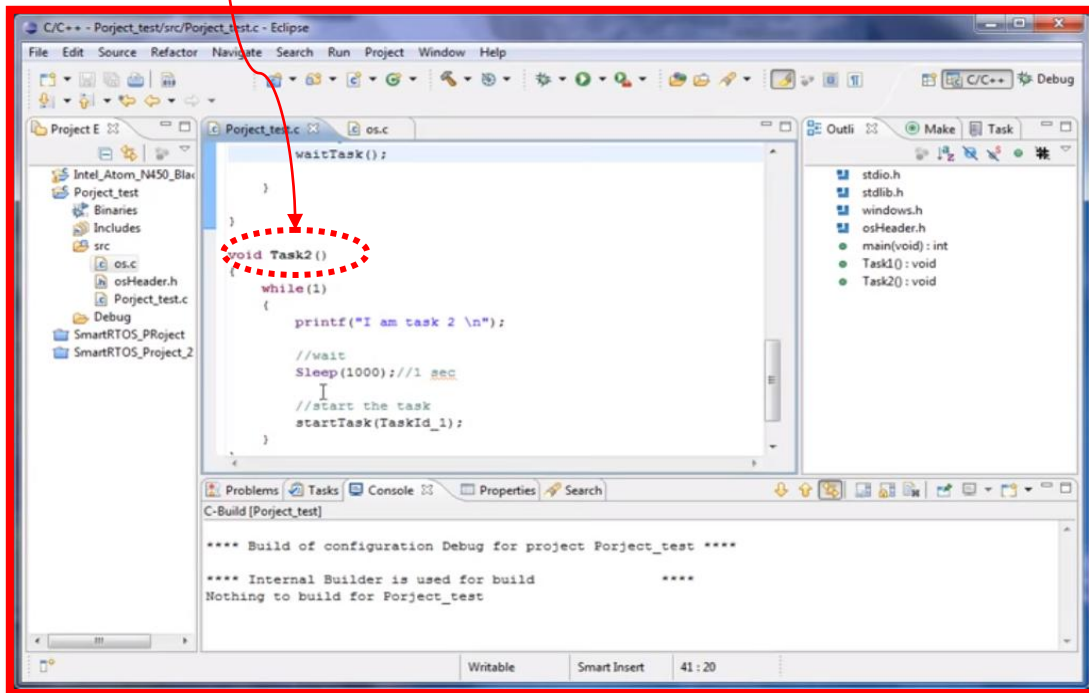 C/C++ - Porject_test/src/Porject_test.c - Eclipse
File Edit Source Refactor Navigate Search Run Project Window Help
C/C++ Debug
Project E
Porject_test.c os.c
Outli Make Task
Intel_Atom_N450_Blac
Porject_test
Binaries
Includes
src
os.c
osHeader.h
Porject_test.c
Debug
SmartRTOS_PRoject
SmartRTOS_Project_2
waitTask();
}
}
void Task2()
{
while(1)
{
printf("I am task 2 \n");
//wait
Sleep(1000);//1 sec
//start the task
startTask(TaskId_1);
}
stdio.h
stdlib.h
windows.h
osHeader.h
main(void) : int
Task1() : void
Task2() : void
Problems Tasks Console Properties Search
C-Build [Porject_test]
**** Build of configuration Debug for project Porject_test ****
**** Internal Builder is used for build ****
Nothing to build for Porject_test
Writable Smart Insert 41 : 20